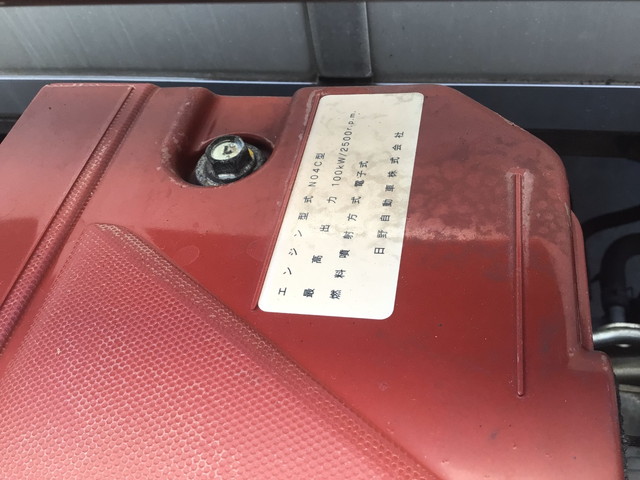 エンジン型式 N04C型
最高出力 100kW/2500r.p.m.
燃料噴射方式 電子式
日野自動車株式会社